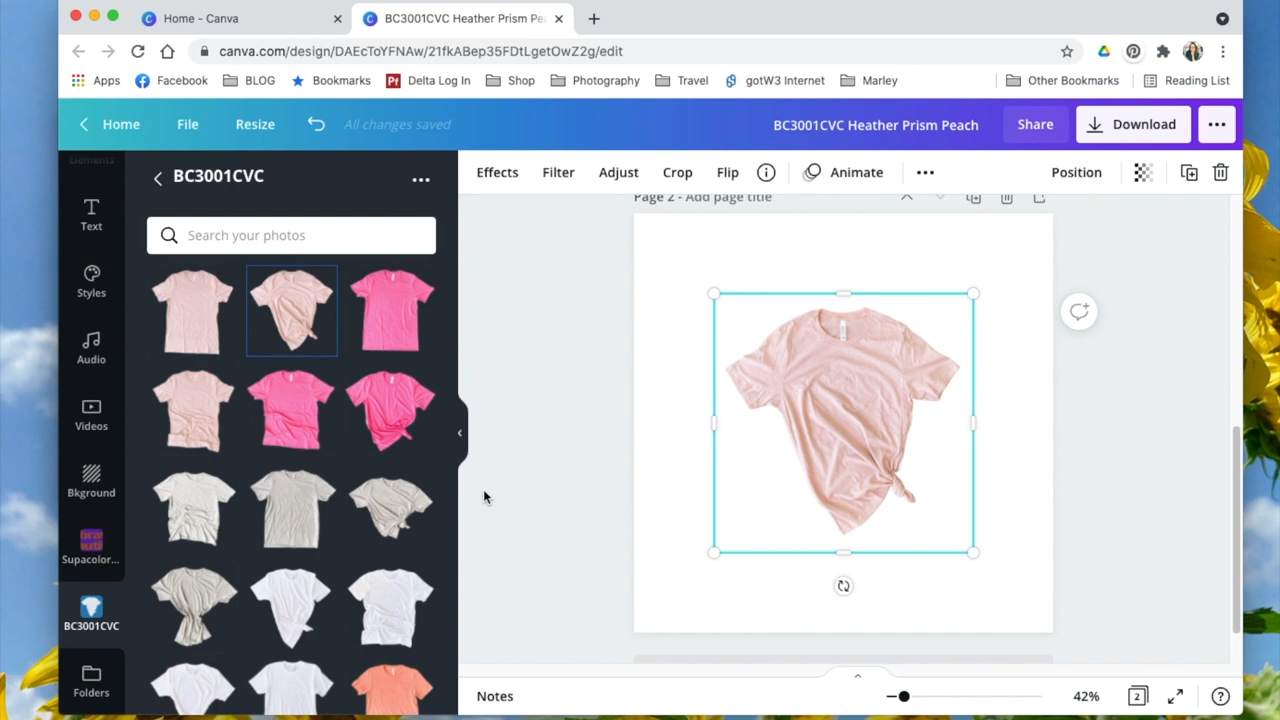 Home - Canva
BC3001CVC Heather Prism Pe
canva.com/design/DAEcToYFNAw/21fkABep35FDtLgetOwZ2g/edit
Apps
Facebook
BLOG
Bookmarks
Pf Delta Log In
Shop
Photography
Travel
gotW3 Internet
Marley
Other Bookmarks
Reading List
Home
File
Resize
All changes saved
BC3001CVC Heather Prism Peach
Share
Download
Elements
Text
Styles
Audio
Videos
Bkground
Supacolor...
BC3001CVC
Folders
BC3001CVC
Search your photos
Effects
Filter
Adjust
Crop
Flip
Animate
Position
Page 2 - Add page title
Notes
42%
2